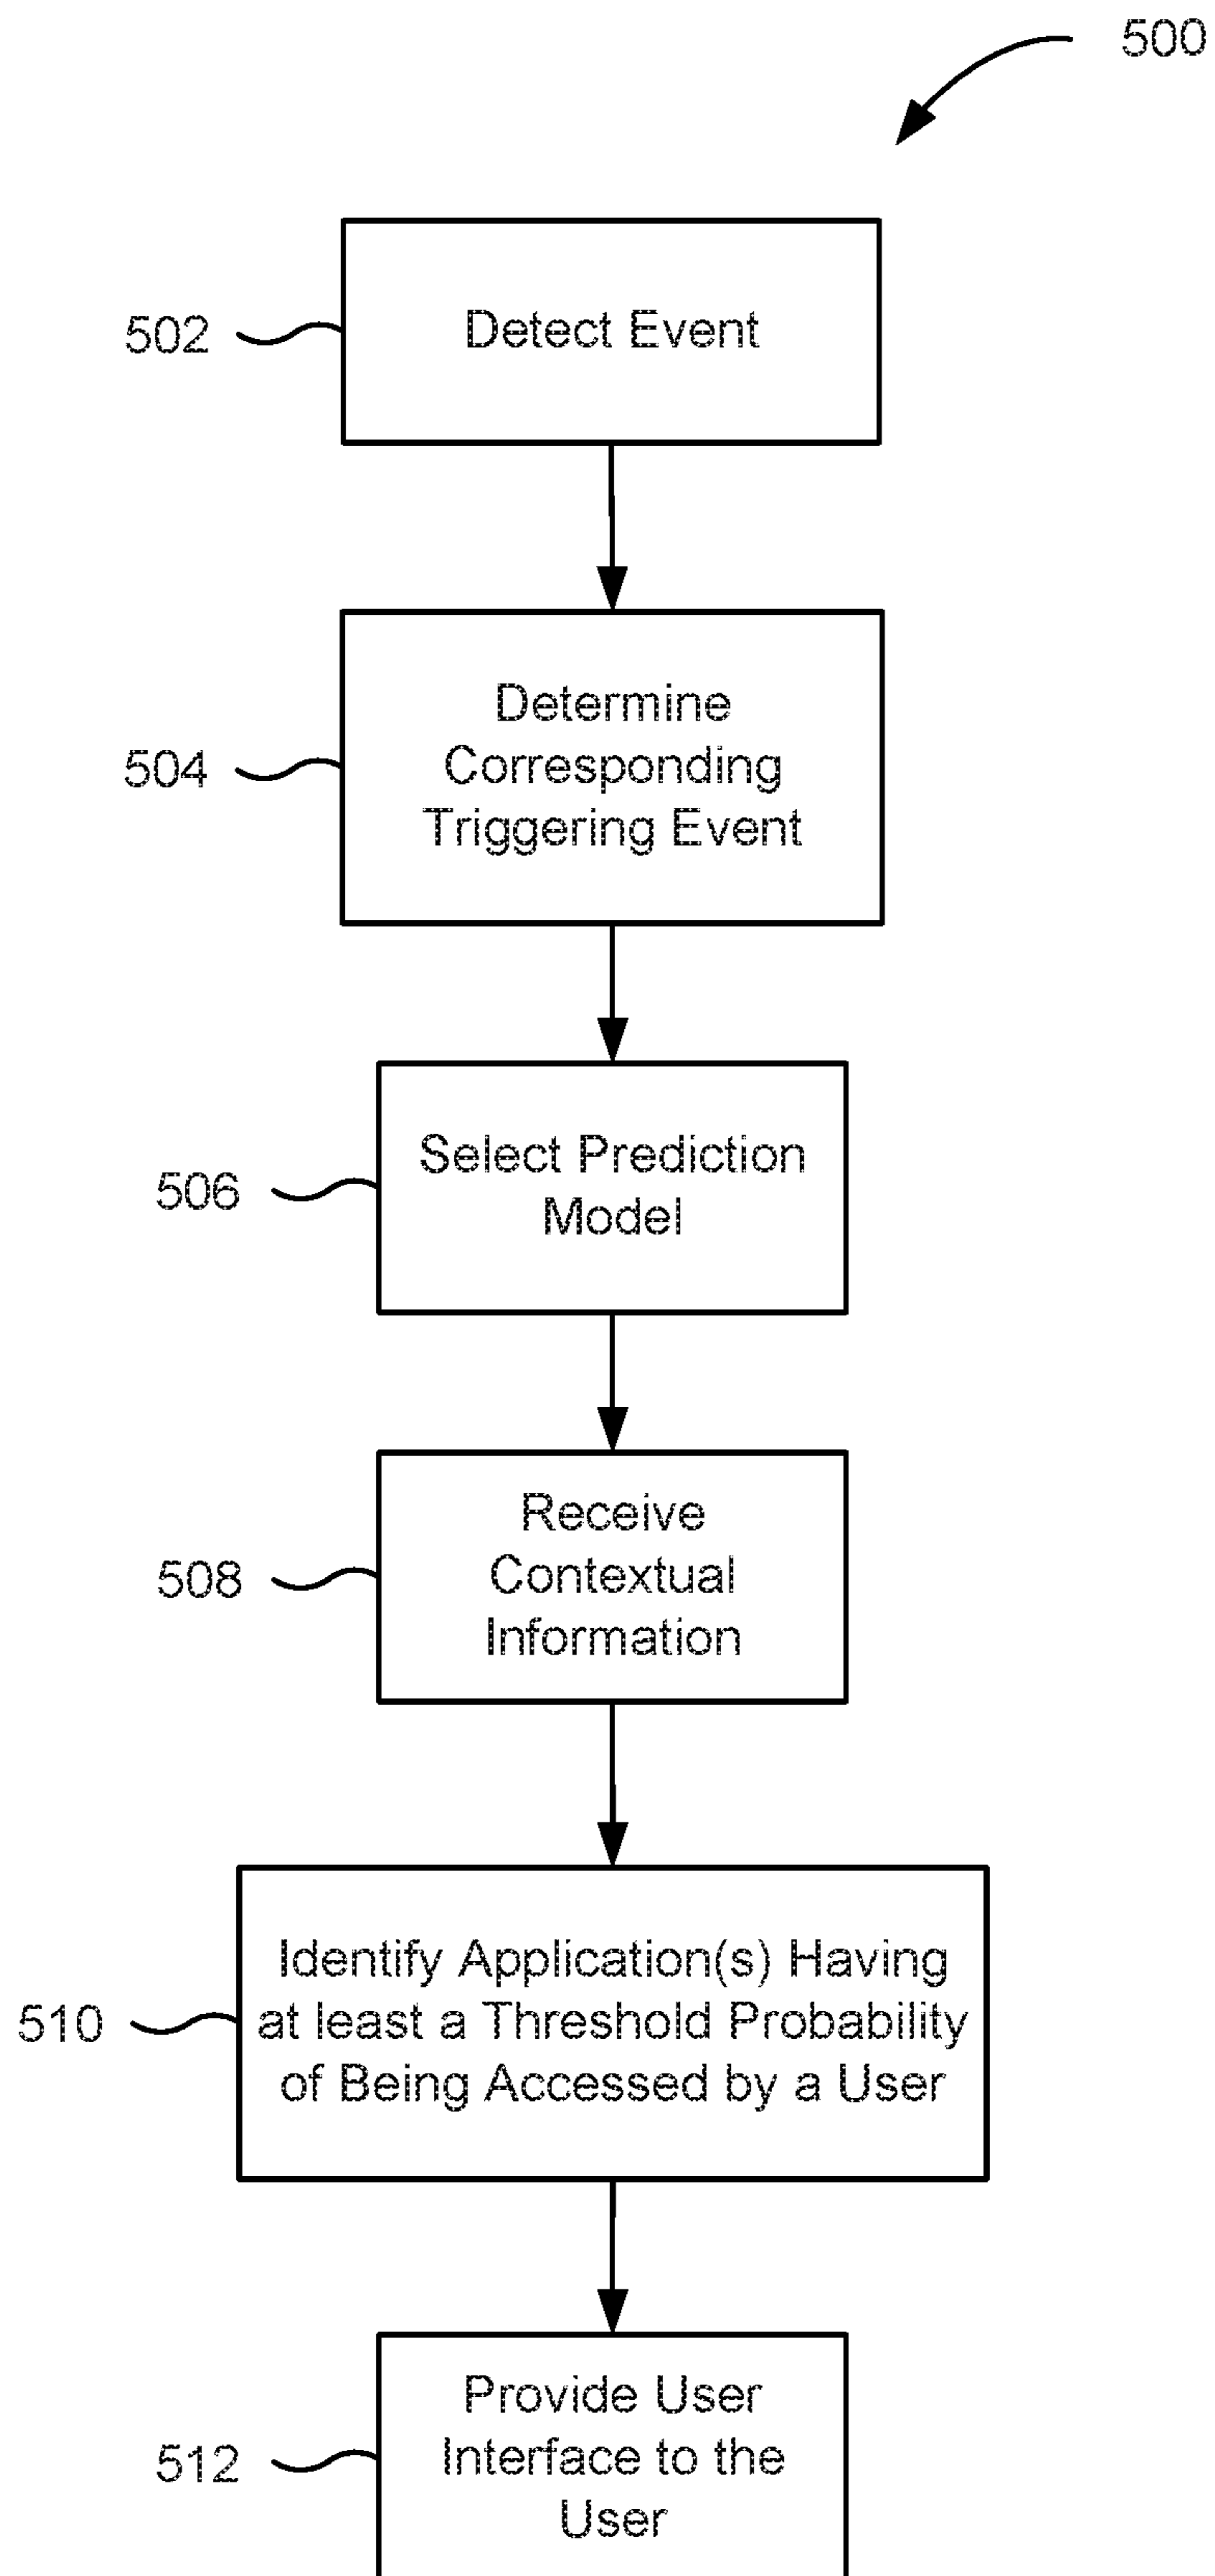 500
502
Detect Event
504
Determine
Corresponding
Triggering Event
506
Select Prediction
Model
508
Receive
Contextual
Information
510
Identify Application(s) Having
at least a Threshold Probability
of Being Accessed by a User
512
Provide User
Interface to the
User